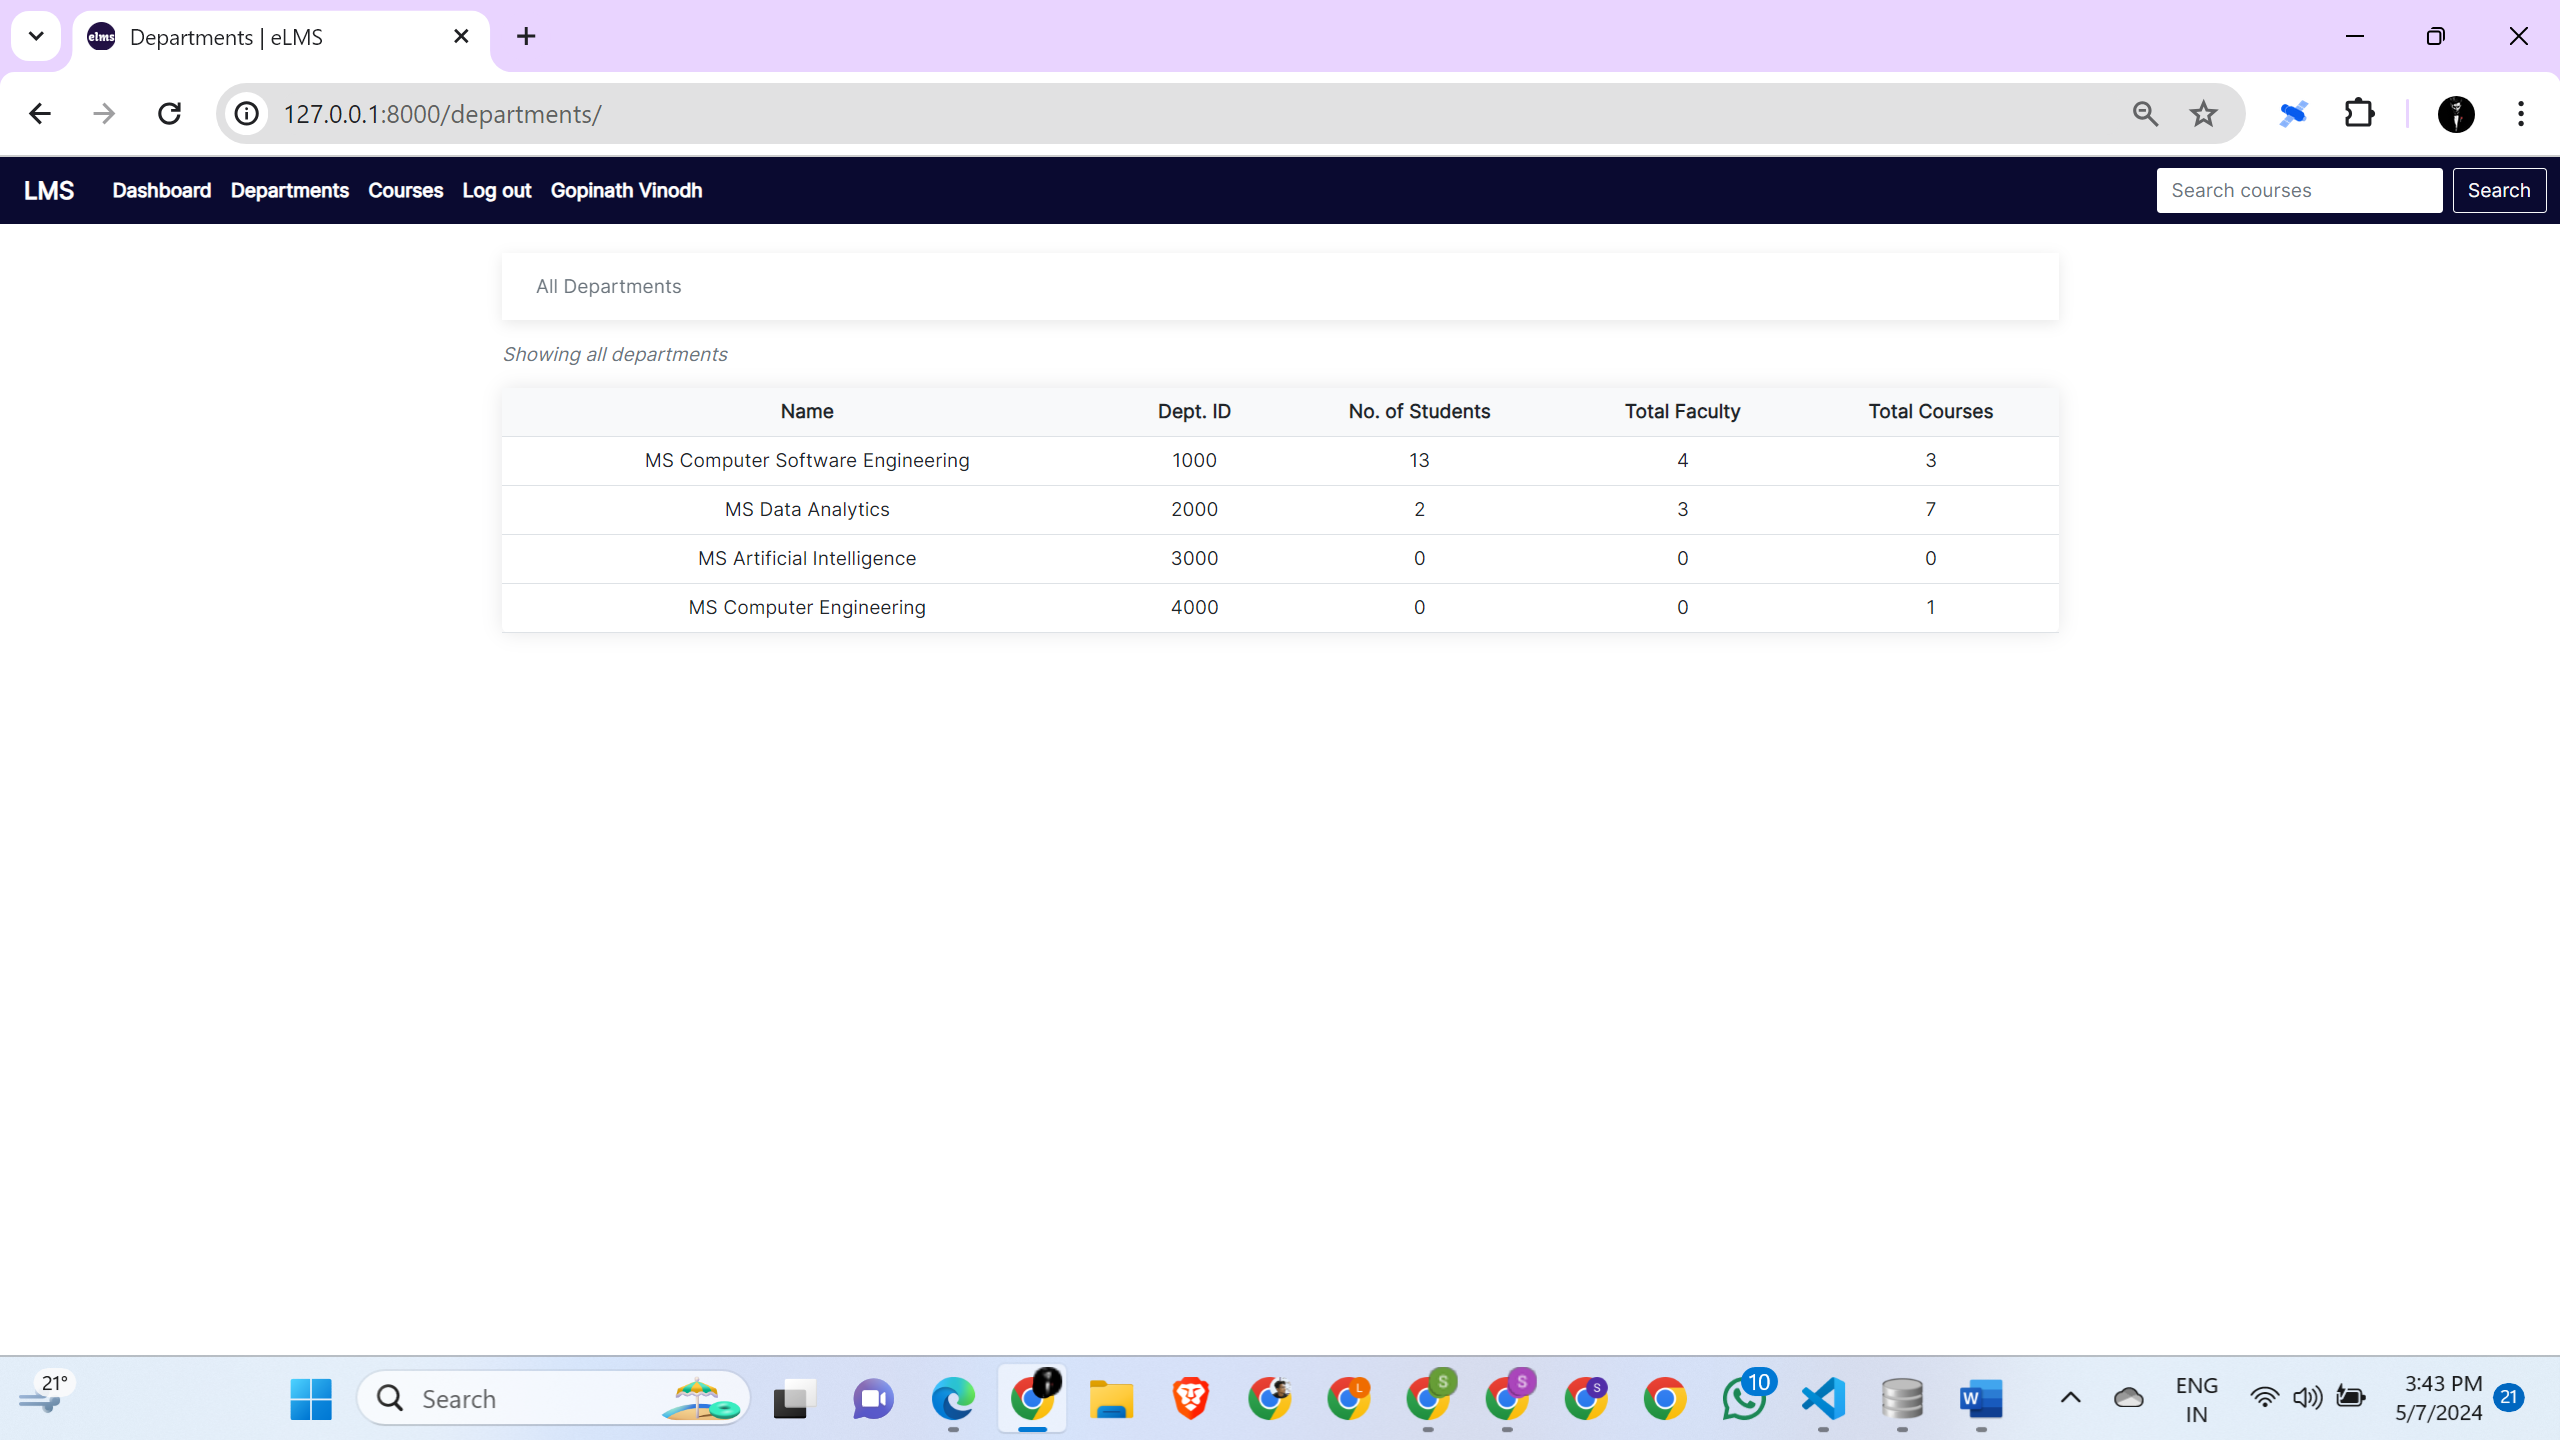 elms Departments | eLMS
127.0.0.1:8000/departments/
LMS Dashboard Departments Courses Log out Gopinath Vinodh Search courses Search
All Departments
Showing all departments
Name Dept. ID No. of Students Total Faculty Total Courses
MS Computer Software Engineering 1000 13 4 3
MS Data Analytics 2000 2 3 7
MS Artificial Intelligence 3000 0 0 0
MS Computer Engineering 4000 0 0 1
21° Search L S S S 10 W ENG 3:43 PM 21
IN 5/7/2024